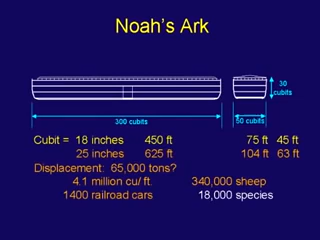 Noah's Ark
30
cubits
300 cubits
50 cubits
Cubit = 18 inches 450 ft 75 ft 45 ft
25 inches 625 ft 104 ft 63 ft
Displacement: 65,000 tons?
4.1 million cu/ ft. 340,000 sheep
1400 railroad cars 18,000 species